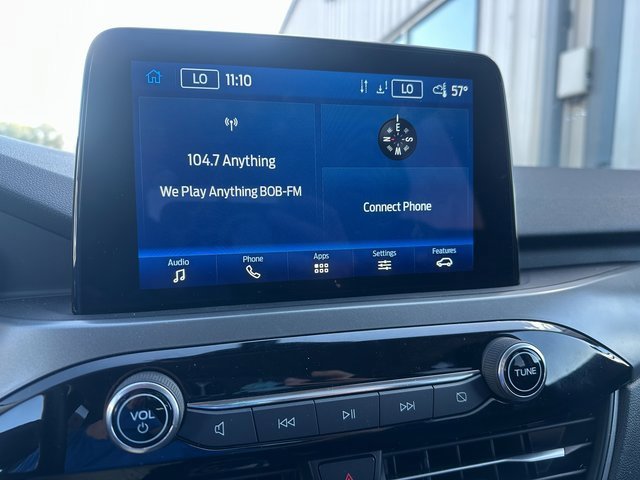 LO 11:10 LO 57°
104.7 Anything
We Play Anything BOB-FM
E
N S
W
Connect Phone
Audio Phone Apps Settings Features
VOL
TUNE